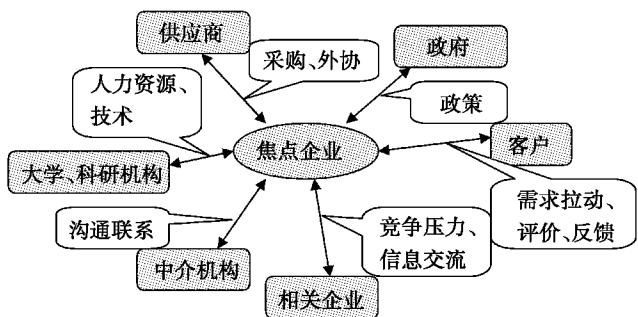 供应商
政府
采购、外协
人力资源、
技术
政策
焦点企业
客户
大学、科研机构
沟通联系
竞争压力、
信息交流
需求拉动、
评价、反馈
中介机构
相关企业